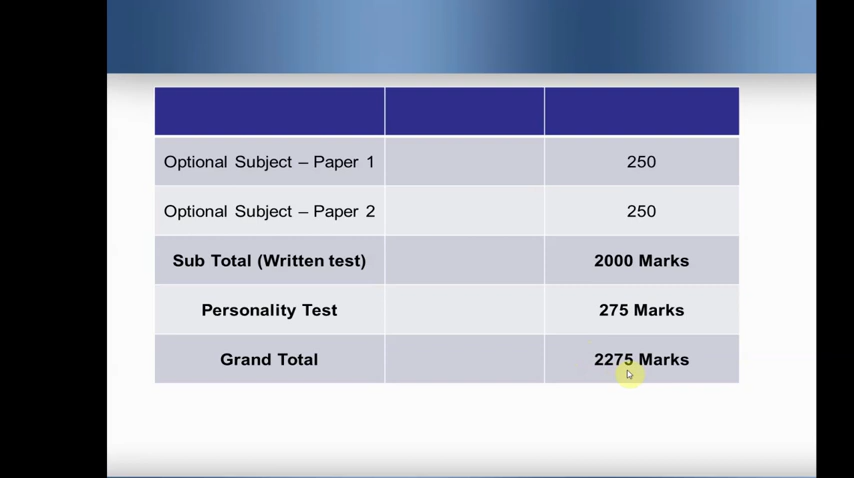 Optional Subject – Paper 1 250
Optional Subject – Paper 2 250
Sub Total (Written test) 2000 Marks
Personality Test 275 Marks
Grand Total 2275 Marks